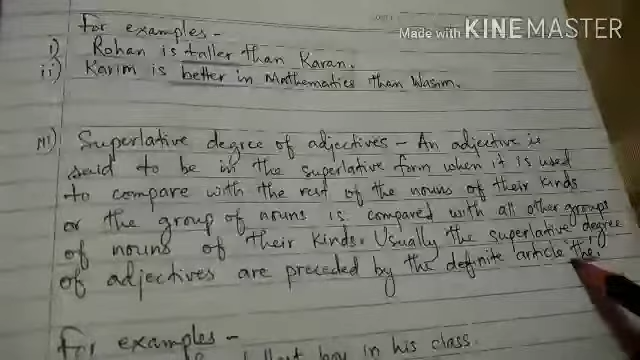 Made with KINEMASTER
For examples -
i) Rohan is taller than Karan.
ii) Karim is better in Mathematics than Wasim.
iii) Superlative degree of adjectives - An adjective is
said to be in the superlative form when it is used
to compare with the rest of the nouns of their kinds
or the group of nouns is compared with all other groups
of nouns of their kinds. Usually the superlative degree
of adjectives are preceded by the definite article 'the'.
For examples -
boy in his class.